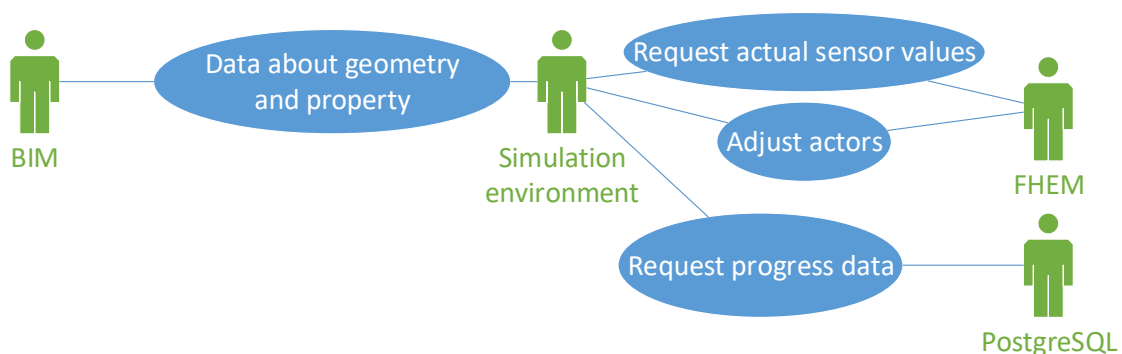 Data about geometry
and property
BIM
Simulation
environment
Request actual sensor values
Adjust actors
FHEM
Request progress data
PostgreSQL